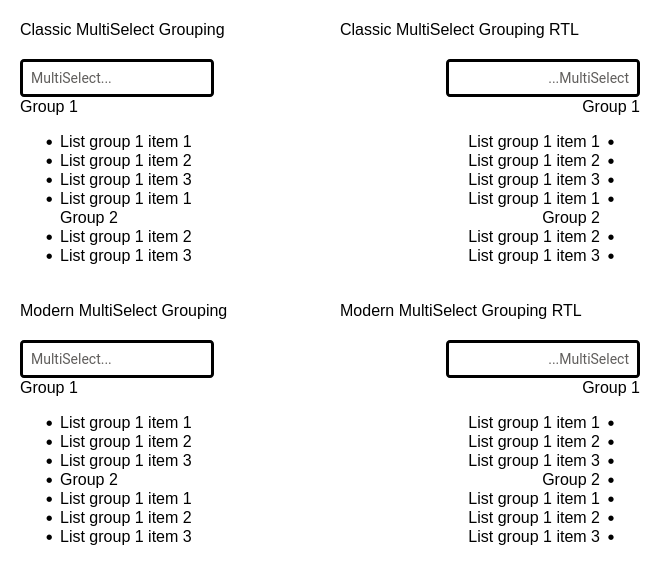 Classic MultiSelect Grouping
MultiSelect...
Group 1
List group 1 item 1
List group 1 item 2
List group 1 item 3
List group 1 item 1
Group 2
List group 1 item 2
List group 1 item 3
Classic MultiSelect Grouping RTL
...MultiSelect
Group 1
List group 1 item 1
List group 1 item 2
List group 1 item 3
List group 1 item 1
Group 2
List group 1 item 2
List group 1 item 3
Modern MultiSelect Grouping
MultiSelect...
Group 1
List group 1 item 1
List group 1 item 2
List group 1 item 3
Group 2
List group 1 item 1
List group 1 item 2
List group 1 item 3
Modern MultiSelect Grouping RTL
...MultiSelect
Group 1
List group 1 item 1
List group 1 item 2
List group 1 item 3
Group 2
List group 1 item 1
List group 1 item 2
List group 1 item 3